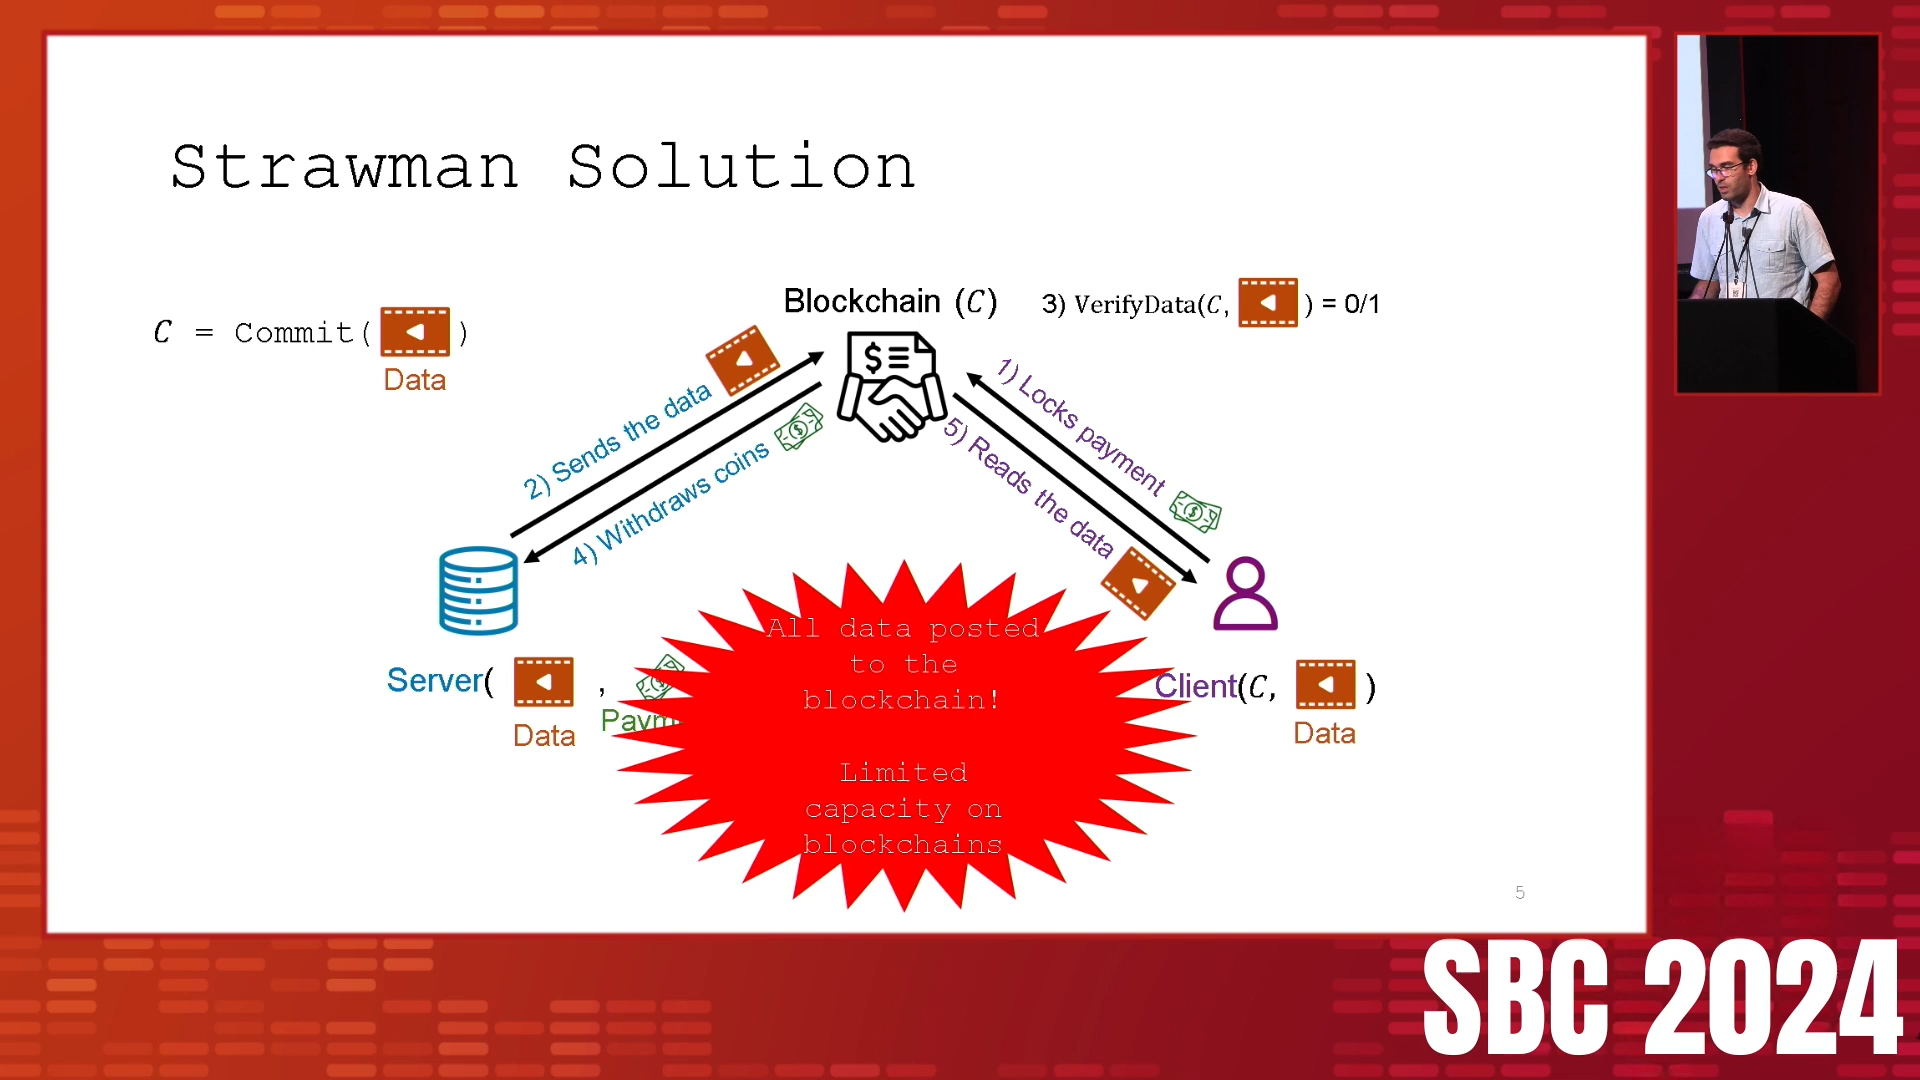 Strawman Solution
C = Commit( )
Data
Blockchain (C)
3) VerifyData(C, ) = 0/1
2) Sends the data
4) Withdraws coins
1) Locks payment
5) Reads the data
Server( ,
Data
All data posted
to the
blockchain!
Limited
capacity on
blockchains
Client(C, )
Data
5
SBC 2024